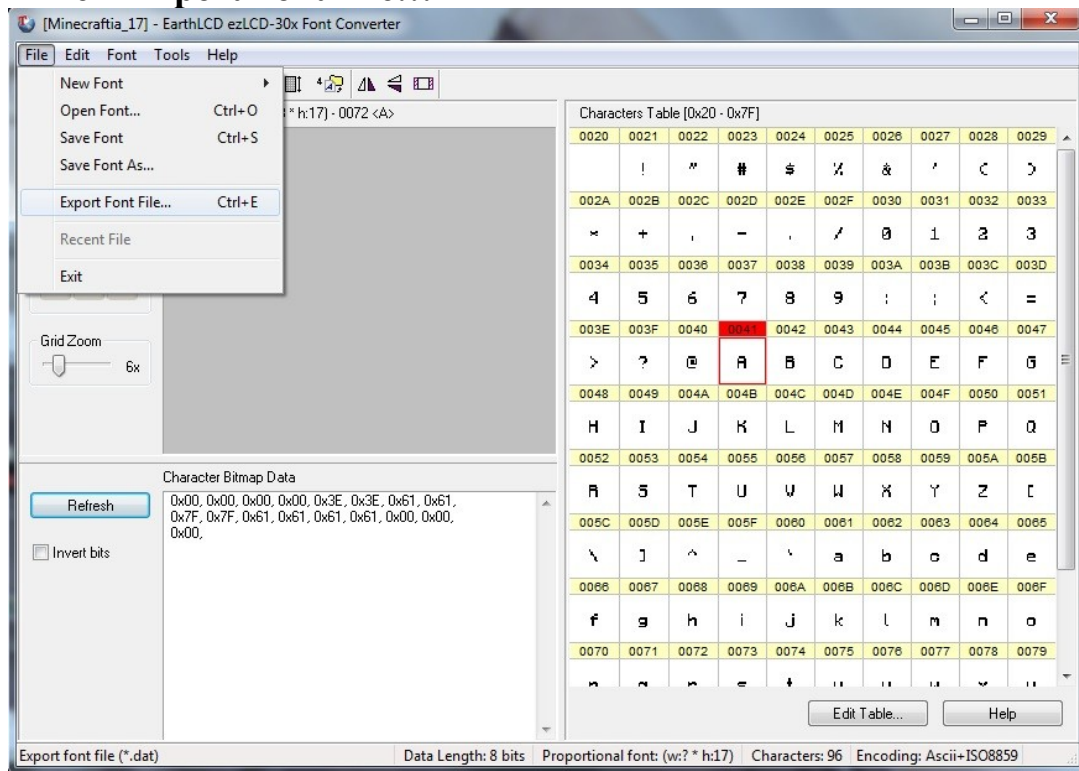 [Minecraftia_17] - EarthLCD ezLCD-30x Font Converter
File Edit Font Tools Help
New Font
Open Font... Ctrl+O
Save Font Ctrl+S
Save Font As...
Export Font File... Ctrl+E
Recent File
Exit
* h:17) - 0072 <A>
Grid Zoom
6x
Character Bitmap Data
Refresh
Invert bits
0x00, 0x00, 0x00, 0x00, 0x3E, 0x3E, 0x61, 0x61,
0x7F, 0x7F, 0x61, 0x61, 0x61, 0x61, 0x00, 0x00,
0x00,
Characters Table [0x20 - 0x7F]
0020 0021 0022 0023 0024 0025 0026 0027 0028 0029
! " # $ % & ' ( )
002A 002B 002C 002D 002E 002F 0030 0031 0032 0033
* + , - . / 0 1 2 3
0034 0035 0036 0037 0038 0039 003A 003B 003C 003D
4 5 6 7 8 9 : ; < =
003E 003F 0040 0041 0042 0043 0044 0045 0046 0047
> ? @ A B C D E F G
0048 0049 004A 004B 004C 004D 004E 004F 0050 0051
H I J K L M N O P Q
0052 0053 0054 0055 0056 0057 0058 0059 005A 005B
R S T U V W X Y Z [
005C 005D 005E 005F 0060 0061 0062 0063 0064 0065
\ ] ^ _ ` a b c d e
0066 0067 0068 0069 006A 006B 006C 006D 006E 006F
f g h i j k l m n o
0070 0071 0072 0073 0074 0075 0076 0077 0078 0079
Edit Table... Help
Export font file (*.dat) Data Length: 8 bits Proportional font: (w:? * h:17) Characters: 96 Encoding: Ascii+ISO8859